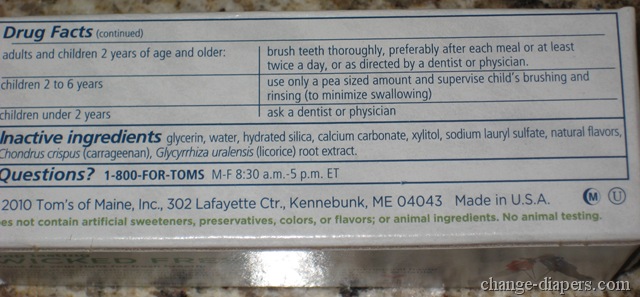 Drug Facts (continued)
adults and children 2 years of age and older: brush teeth thoroughly, preferably after each meal or at least
twice a day, or as directed by a dentist or physician.
children 2 to 6 years use only a pea sized amount and supervise child's brushing and
rinsing (to minimize swallowing)
children under 2 years ask a dentist or physician
Inactive ingredients glycerin, water, hydrated silica, calcium carbonate, xylitol, sodium lauryl sulfate, natural flavors,
Chondrus crispus (carrageenan), Glycyrrhiza uralensis (licorice) root extract.
Questions? 1-800-FOR-TOMS M-F 8:30 a.m.-5 p.m. ET
2010 Tom's of Maine, Inc., 302 Lafayette Ctr., Kennebunk, ME 04043 Made in U.S.A. M U
oes not contain artificial sweeteners, preservatives, colors, or flavors; or animal ingredients. No animal testing.
WICKED FRE
change-diapers.com